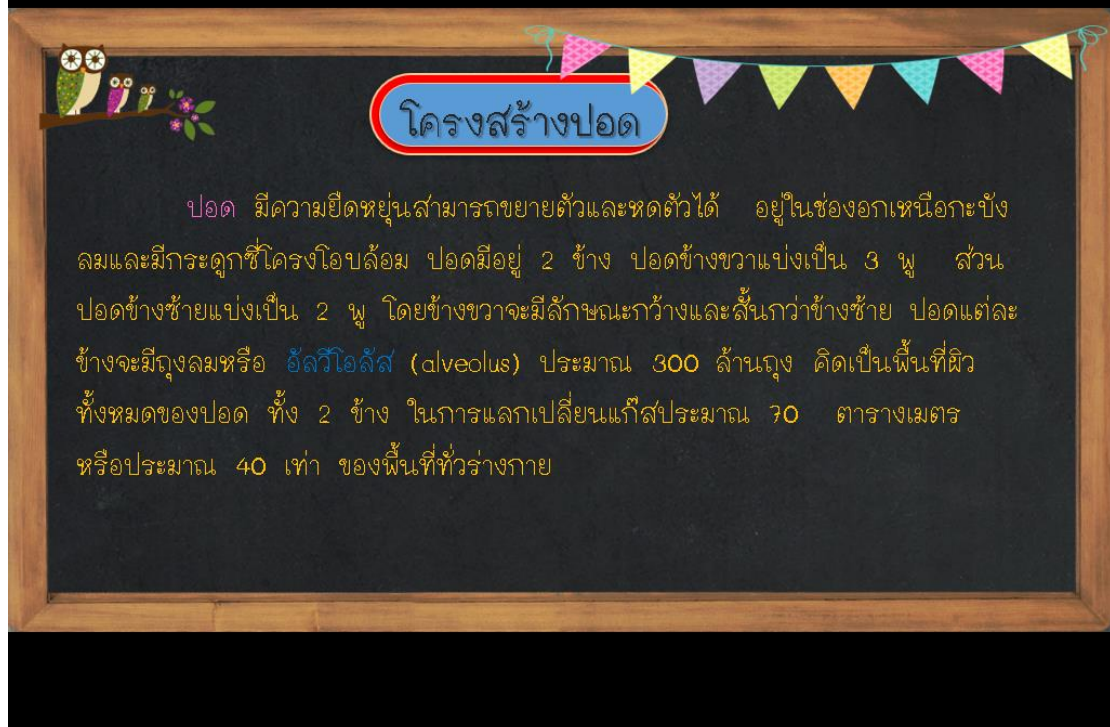 โครงสร้างปอด
ปอด มีความยืดหยุ่นสามารถขยายตัวและหดตัวได้ อยู่ในช่องอกเหนือกะบัง
ลมและมีกระดูกซี่โครงโอบล้อม ปอดมีอยู่ 2 ข้าง ปอดข้างขวาแบ่งเป็น 3 พู ส่วน
ปอดข้างซ้ายแบ่งเป็น 2 พู โดยข้างขวาจะมีลักษณะกว้างและสั้นกว่าข้างซ้าย ปอดแต่ละ
ข้างจะมีถุงลมหรือ อัลวีโอลัส (alveolus) ประมาณ 300 ล้านถุง คิดเป็นพื้นที่ผิว
ทั้งหมดของปอด ทั้ง 2 ข้าง ในการแลกเปลี่ยนแก๊สประมาณ 70 ตารางเมตร
หรือประมาณ 40 เท่า ของพื้นที่ทั่วร่างกาย